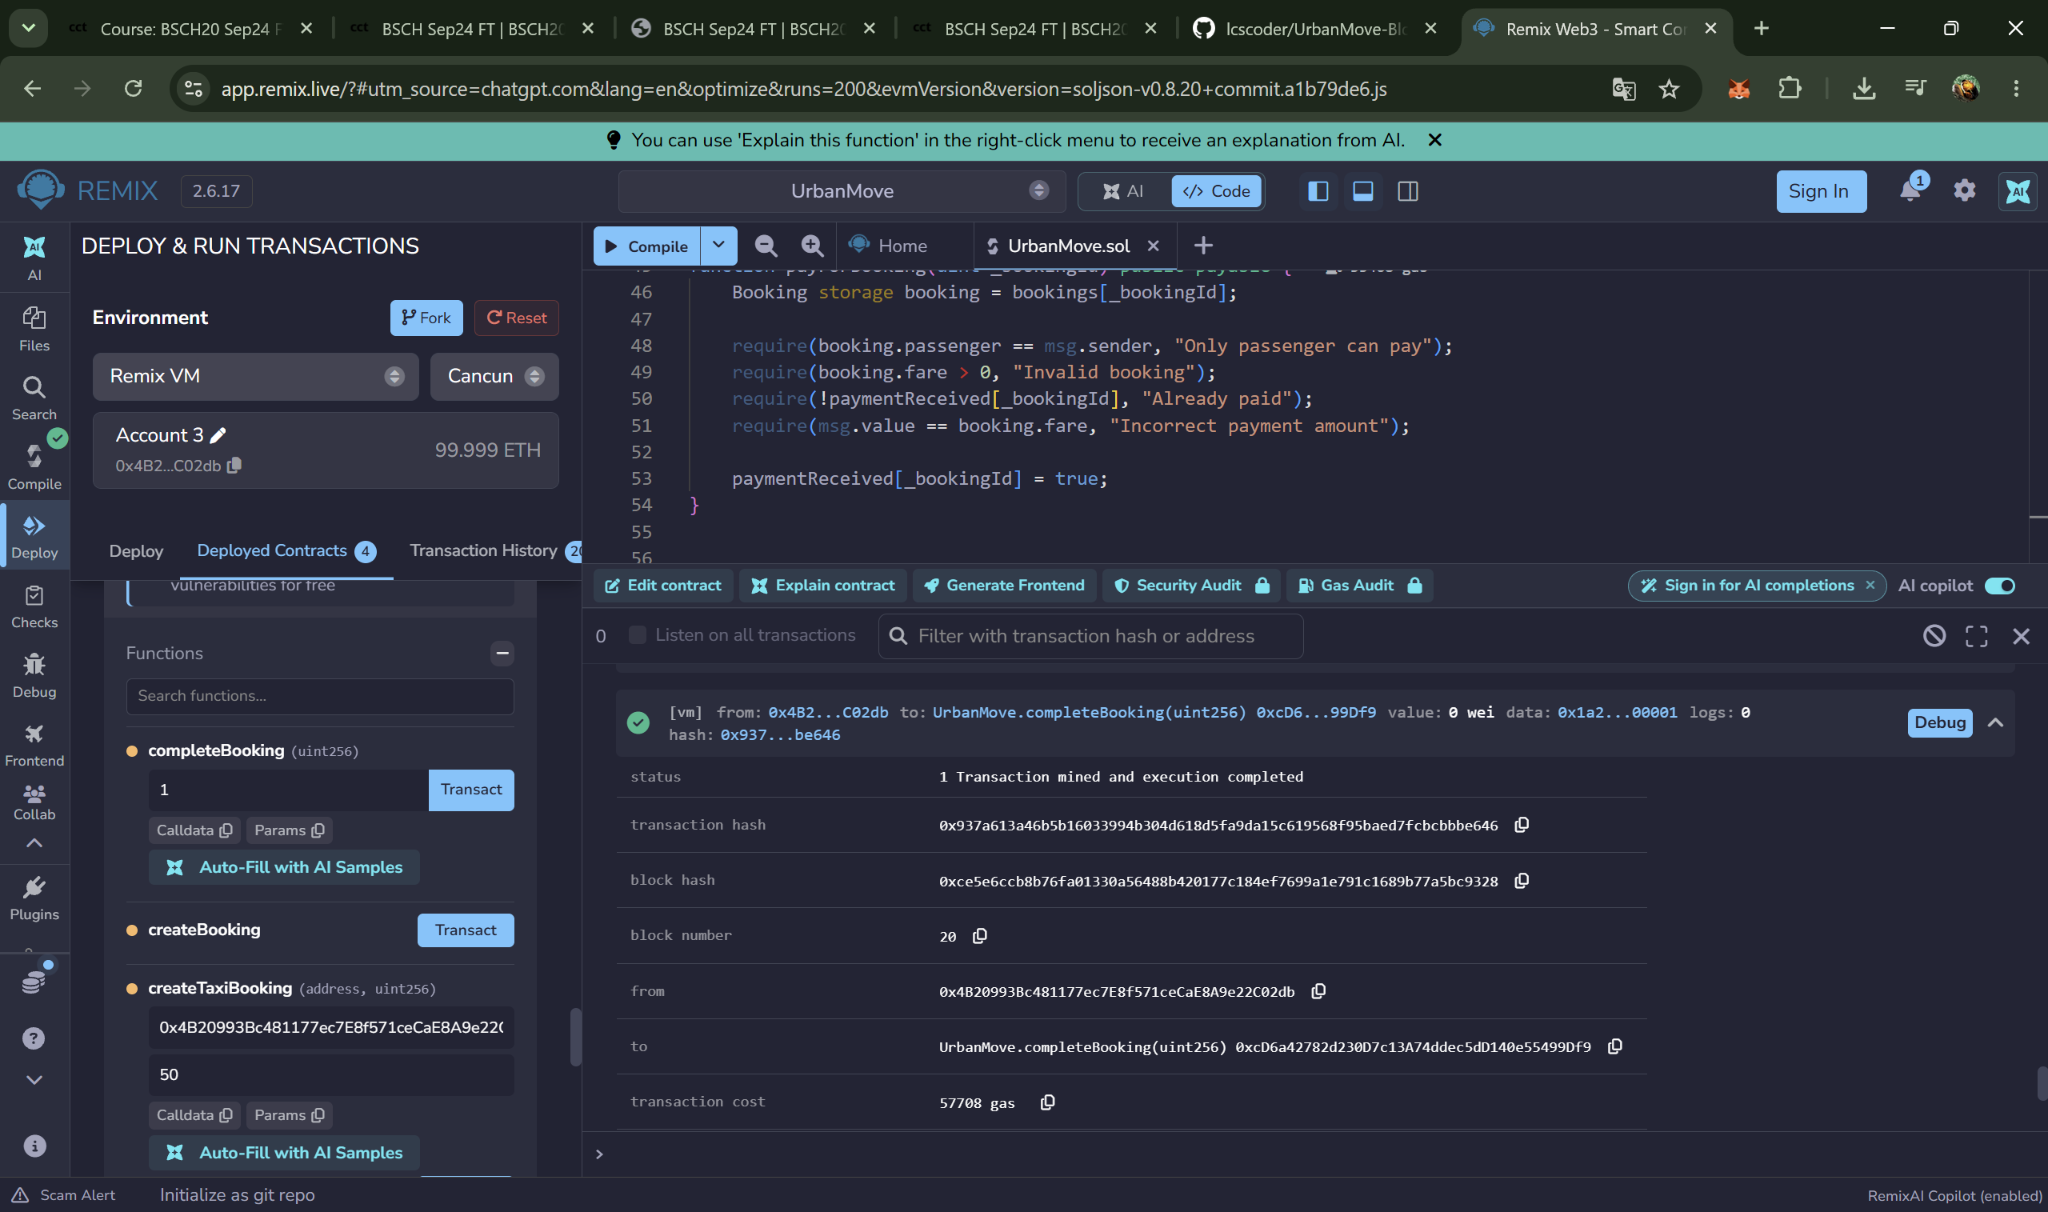 Course: BSCH20 Sep24 F
BSCH Sep24 FT | BSCH20
BSCH Sep24 FT | BSCH20
BSCH Sep24 FT | BSCH20
lcscoder/UrbanMove-Blo
Remix Web3 - Smart Con
app.remix.live/?#utm_source=chatgpt.com&lang=en&optimize&runs=200&evmVersion&version=soljson-v0.8.20+commit.a1b79de6.js
You can use 'Explain this function' in the right-click menu to receive an explanation from AI.
REMIX 2.6.17
UrbanMove
AI
</> Code
Sign In
1
AI
AI
AI
Files
Search
Compile
Deploy
Checks
Debug
Frontend
Collab
Plugins
DEPLOY & RUN TRANSACTIONS
Environment
Fork
Reset
Remix VM
Cancun
Account 3
0x4B2...C02db
99.999 ETH
Deploy
Deployed Contracts 4
Transaction History 20
vulnerabilities for free
Functions
Search functions...
completeBooking (uint256)
1
Transact
Calldata
Params
Auto-Fill with AI Samples
createBooking
Transact
createTaxiBooking (address, uint256)
0x4B20993Bc481177ec7E8f571ceCaE8A9e22C
50
Calldata
Params
Auto-Fill with AI Samples
Compile
Home
UrbanMove.sol
46 Booking storage booking = bookings[_bookingId];
47
48 require(booking.passenger == msg.sender, "Only passenger can pay");
49 require(booking.fare > 0, "Invalid booking");
50 require(!paymentReceived[_bookingId], "Already paid");
51 require(msg.value == booking.fare, "Incorrect payment amount");
52
53 paymentReceived[_bookingId] = true;
54 }
55
56
Edit contract
Explain contract
Generate Frontend
Security Audit
Gas Audit
Sign in for AI completions
AI copilot
0
Listen on all transactions
Filter with transaction hash or address
[vm] from: 0x4B2...C02db to: UrbanMove.completeBooking(uint256) 0xcD6...99Df9 value: 0 wei data: 0x1a2...00001 logs: 0
hash: 0x937...be646
Debug
status 1 Transaction mined and execution completed
transaction hash 0x937a613a46b5b16033994b304d618d5fa9da15c619568f95baed7fcbcbbbe646
block hash 0xce5e6ccb8b76fa01330a56488b420177c184ef7699a1e791c1689b77a5bc9328
block number 20
from 0x4B20993Bc481177ec7E8f571ceCaE8A9e22C02db
to UrbanMove.completeBooking(uint256) 0xcD6a42782d230D7c13A74ddec5dD140e55499Df9
transaction cost 57708 gas
>
Scam Alert
Initialize as git repo
RemixAI Copilot (enabled)